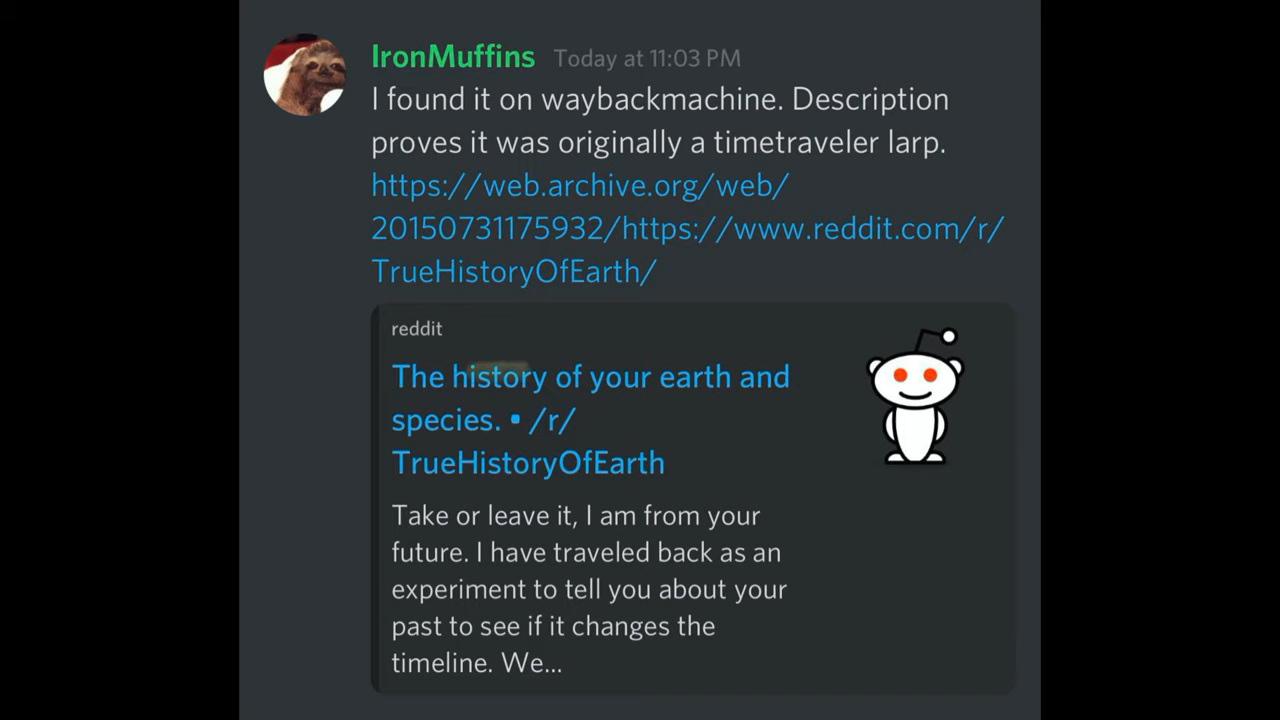 IronMuffins Today at 11:03 PM
I found it on waybackmachine. Description
proves it was originally a timetraveler larp.
https://web.archive.org/web/
20150731175932/https://www.reddit.com/r/
TrueHistoryOfEarth/
reddit
The history of your earth and
species. • /r/
TrueHistoryOfEarth
Take or leave it, I am from your
future. I have traveled back as an
experiment to tell you about your
past to see if it changes the
timeline. We...